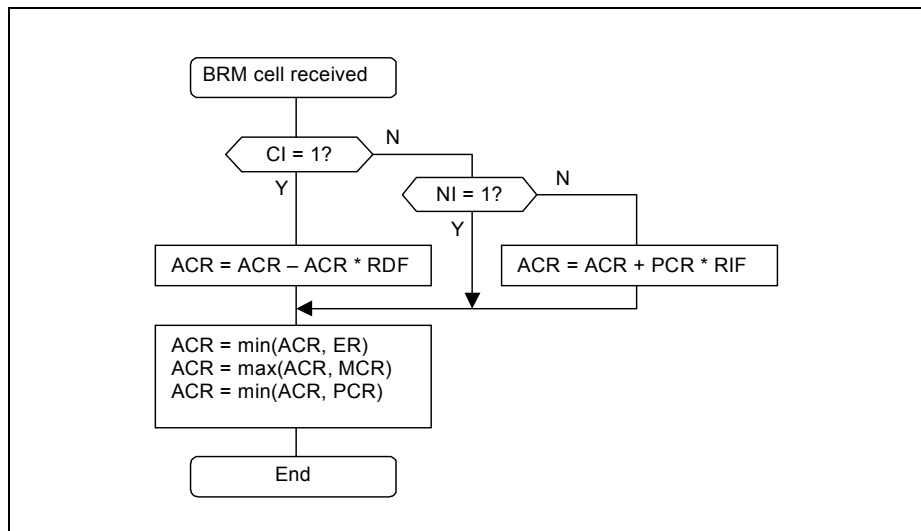 BRM cell received
CI = 1?
N
Y
NI = 1?
N
Y
ACR = ACR – ACR * RDF
ACR = ACR + PCR * RIF
ACR = min(ACR, ER)
ACR = max(ACR, MCR)
ACR = min(ACR, PCR)
End